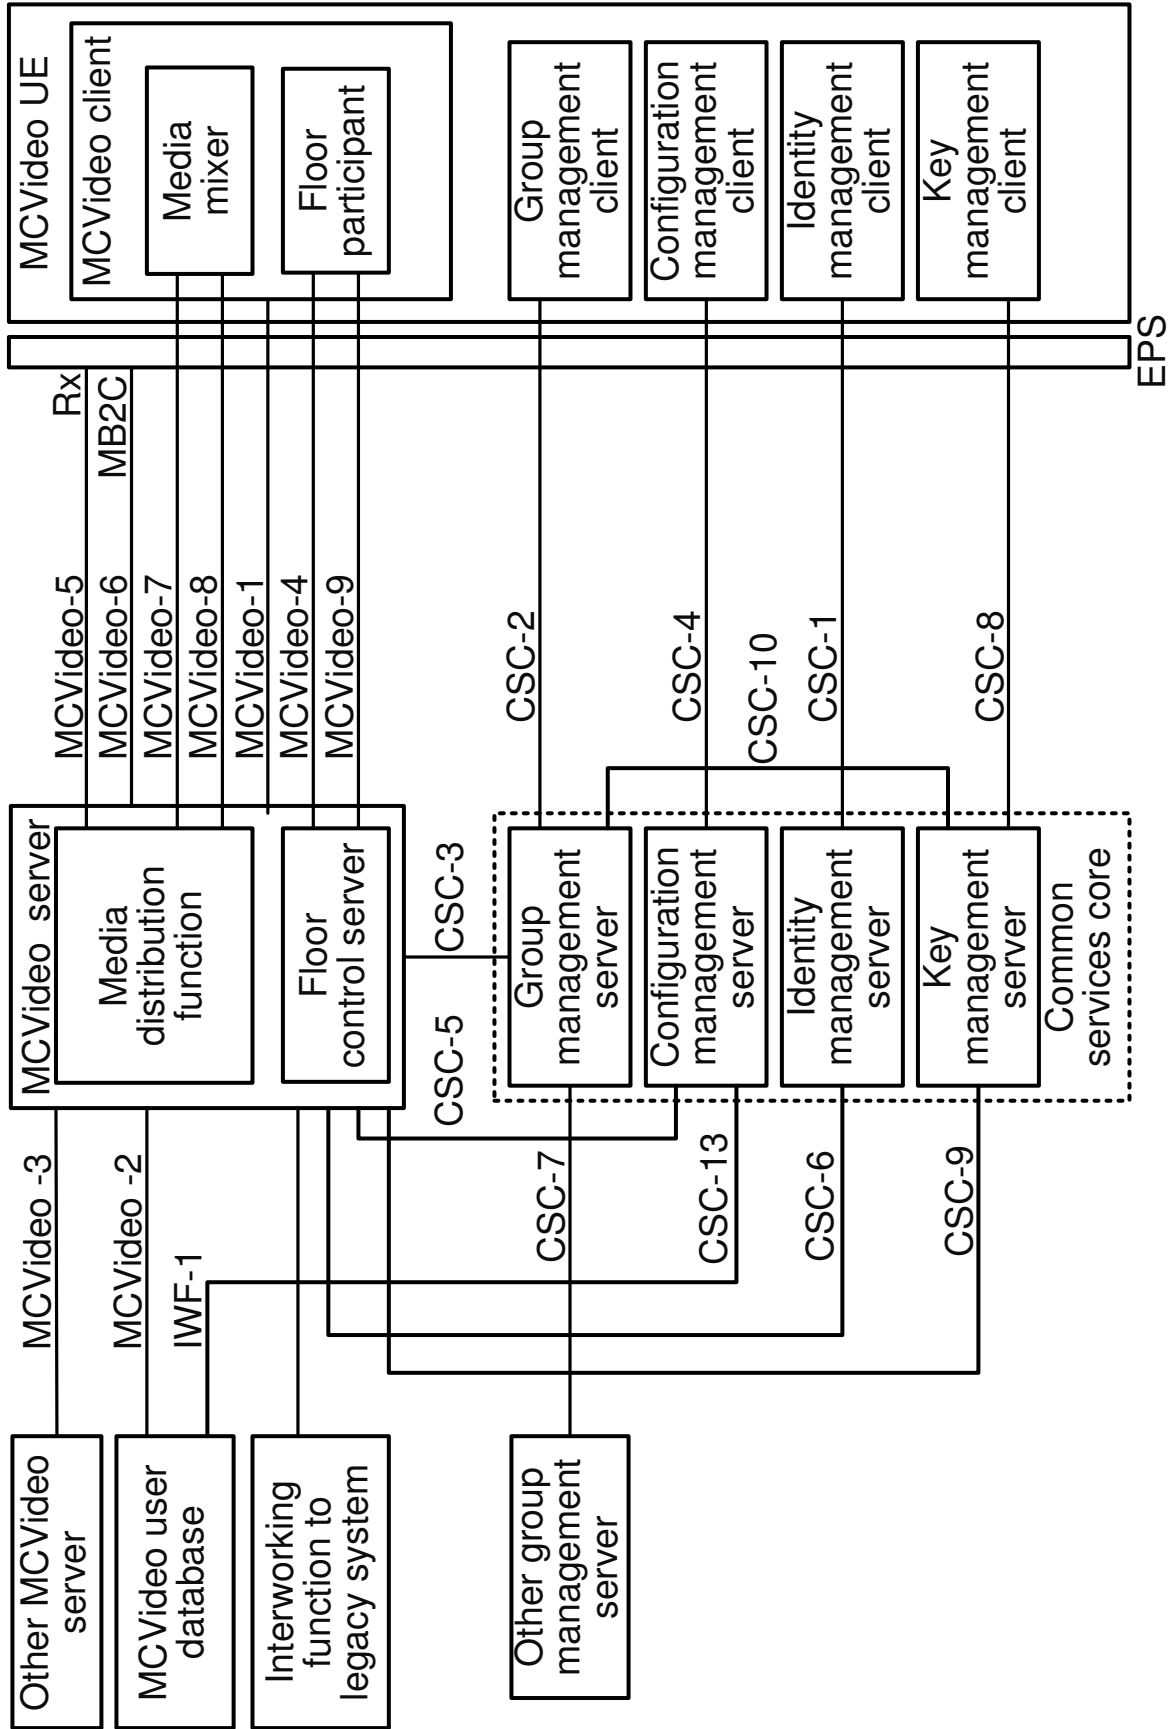 Other MCVideo
server
MCVideo user
database
Interworking
function to
legacy system
Other group
management
server
MCVideo -3
MCVideo -2
IWF-1
CSC-7
CSC-13
CSC-6
CSC-9
MCVideo server
Media
distribution
function
Floor
control server
CSC-5
CSC-3
Group
management
server
Configuration
management
server
Identity
management
server
Key
management
server
Common
services core
MCVideo-5
MCVideo-6
MCVideo-7
MCVideo-8
MCVideo-1
MCVideo-4
MCVideo-9
CSC-2
CSC-4
CSC-10
CSC-1
CSC-8
Rx
MB2C
EPS
MCVideo UE
MCVideo client
Media
mixer
Floor
participant
Group
management
client
Configuration
management
client
Identity
management
client
Key
management
client